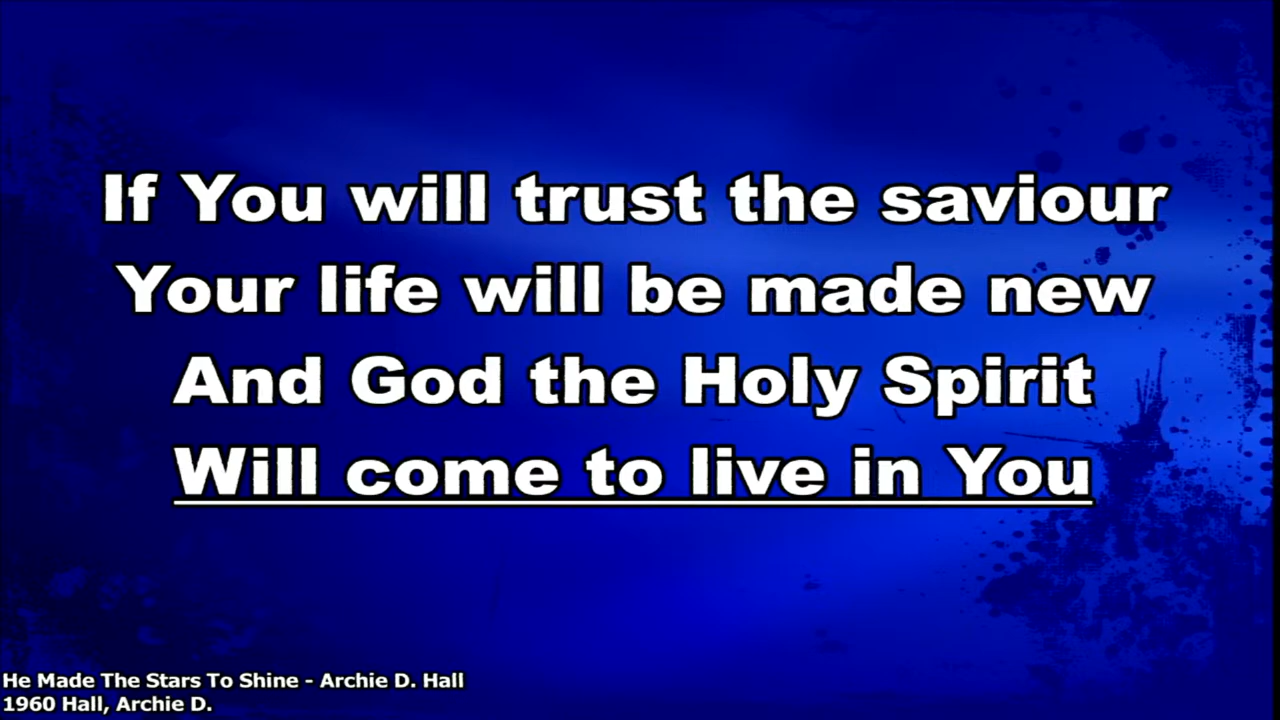 If You will trust the saviour
Your life will be made new
And God the Holy Spirit
Will come to live in You
He Made The Stars To Shine - Archie D. Hall
1960 Hall, Archie D.